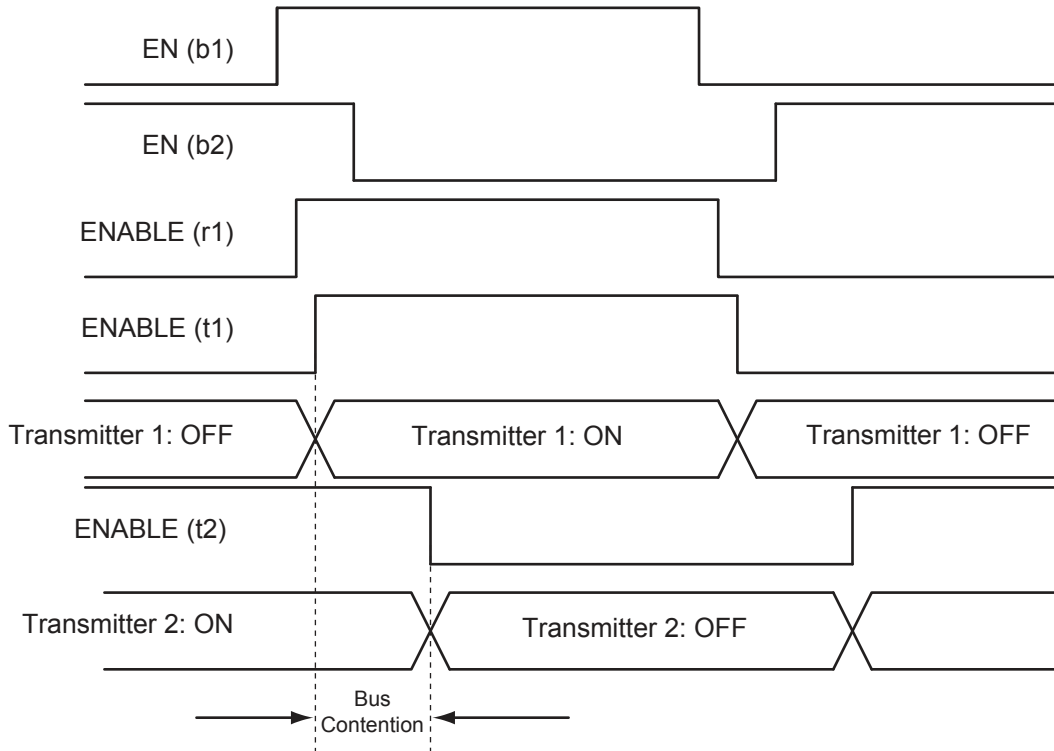 EN (b1)
EN (b2)
ENABLE (r1)
ENABLE (t1)
Transmitter 1: OFF
Transmitter 1: ON
Transmitter 1: OFF
ENABLE (t2)
Transmitter 2: ON
Transmitter 2: OFF
Bus
Contention